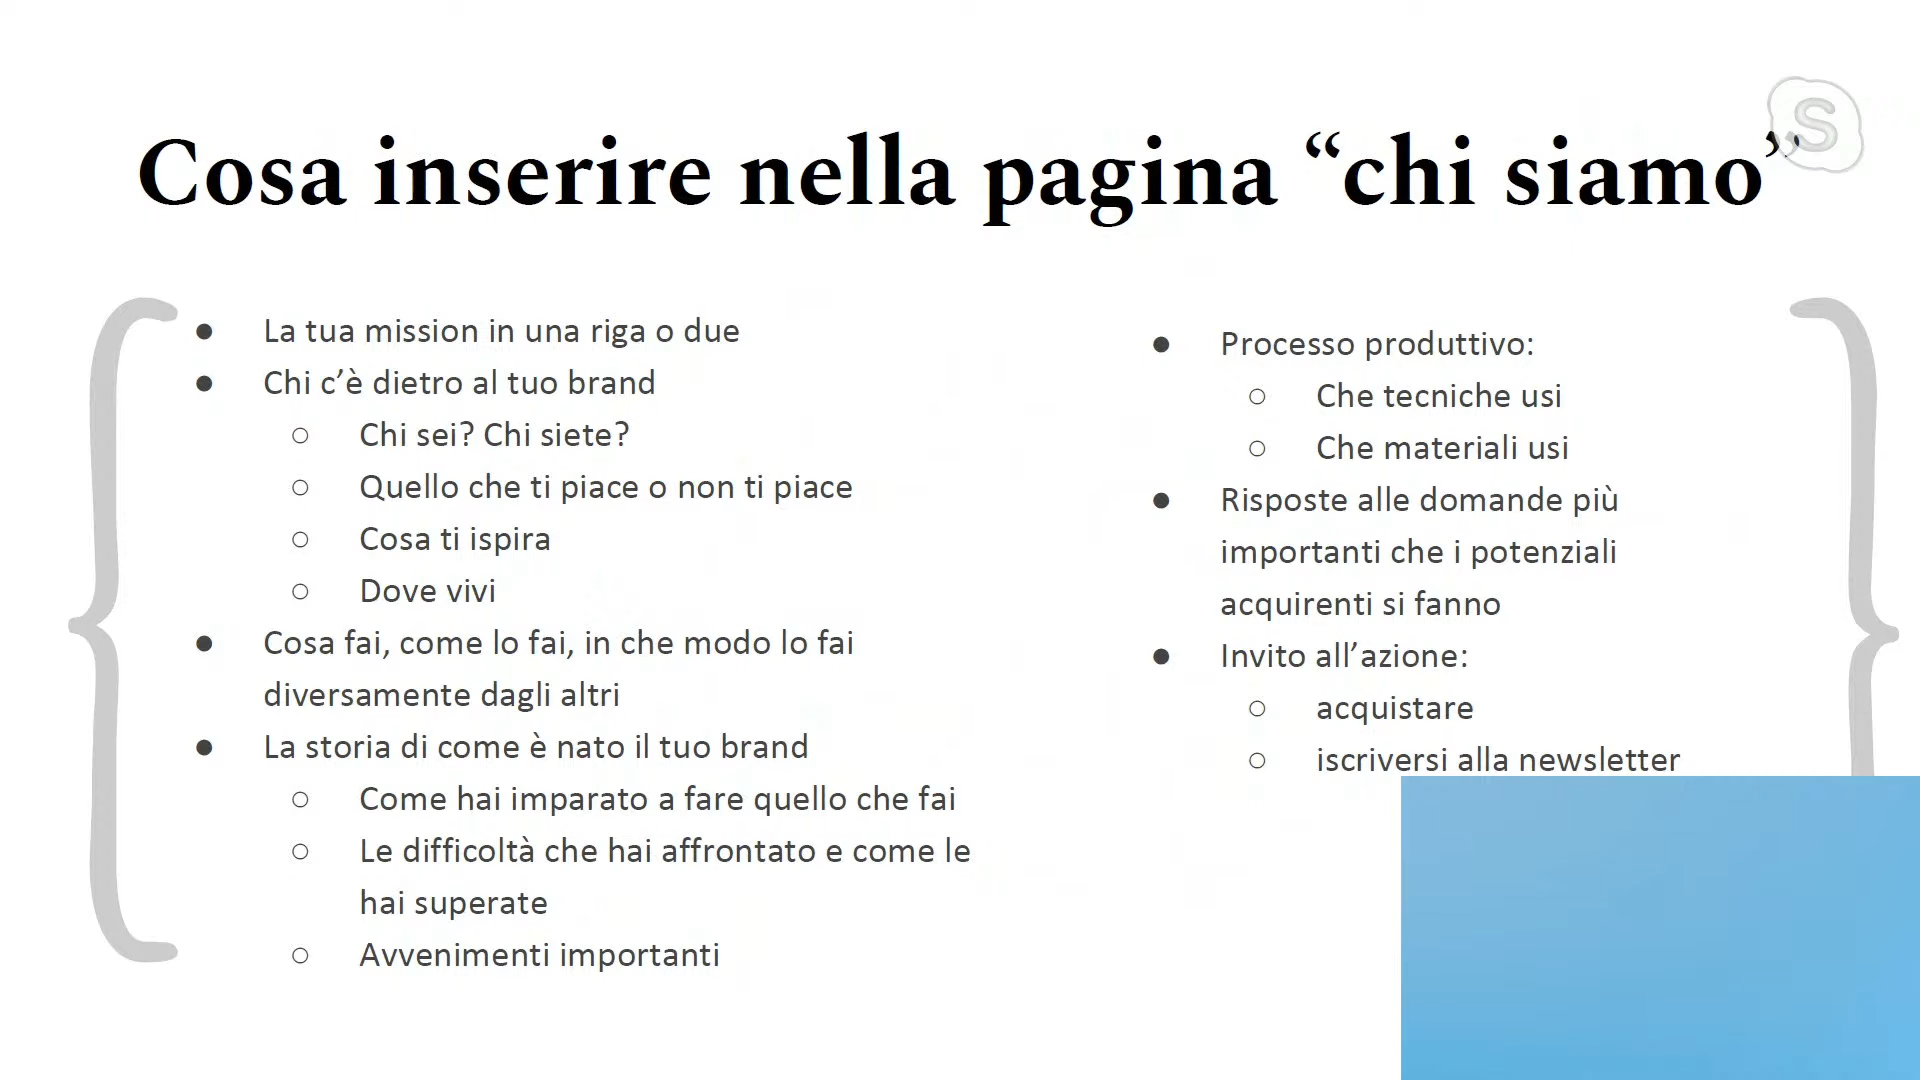 Cosa inserire nella pagina “chi siamo”
● La tua mission in una riga o due
● Chi c’è dietro al tuo brand
○ Chi sei? Chi siete?
○ Quello che ti piace o non ti piace
○ Cosa ti ispira
○ Dove vivi
● Cosa fai, come lo fai, in che modo lo fai
diversamente dagli altri
● La storia di come è nato il tuo brand
○ Come hai imparato a fare quello che fai
○ Le difficoltà che hai affrontato e come le
hai superate
○ Avvenimenti importanti
● Processo produttivo:
○ Che tecniche usi
○ Che materiali usi
● Risposte alle domande più
importanti che i potenziali
acquirenti si fanno
● Invito all’azione:
○ acquistare
○ iscriversi alla newsletter